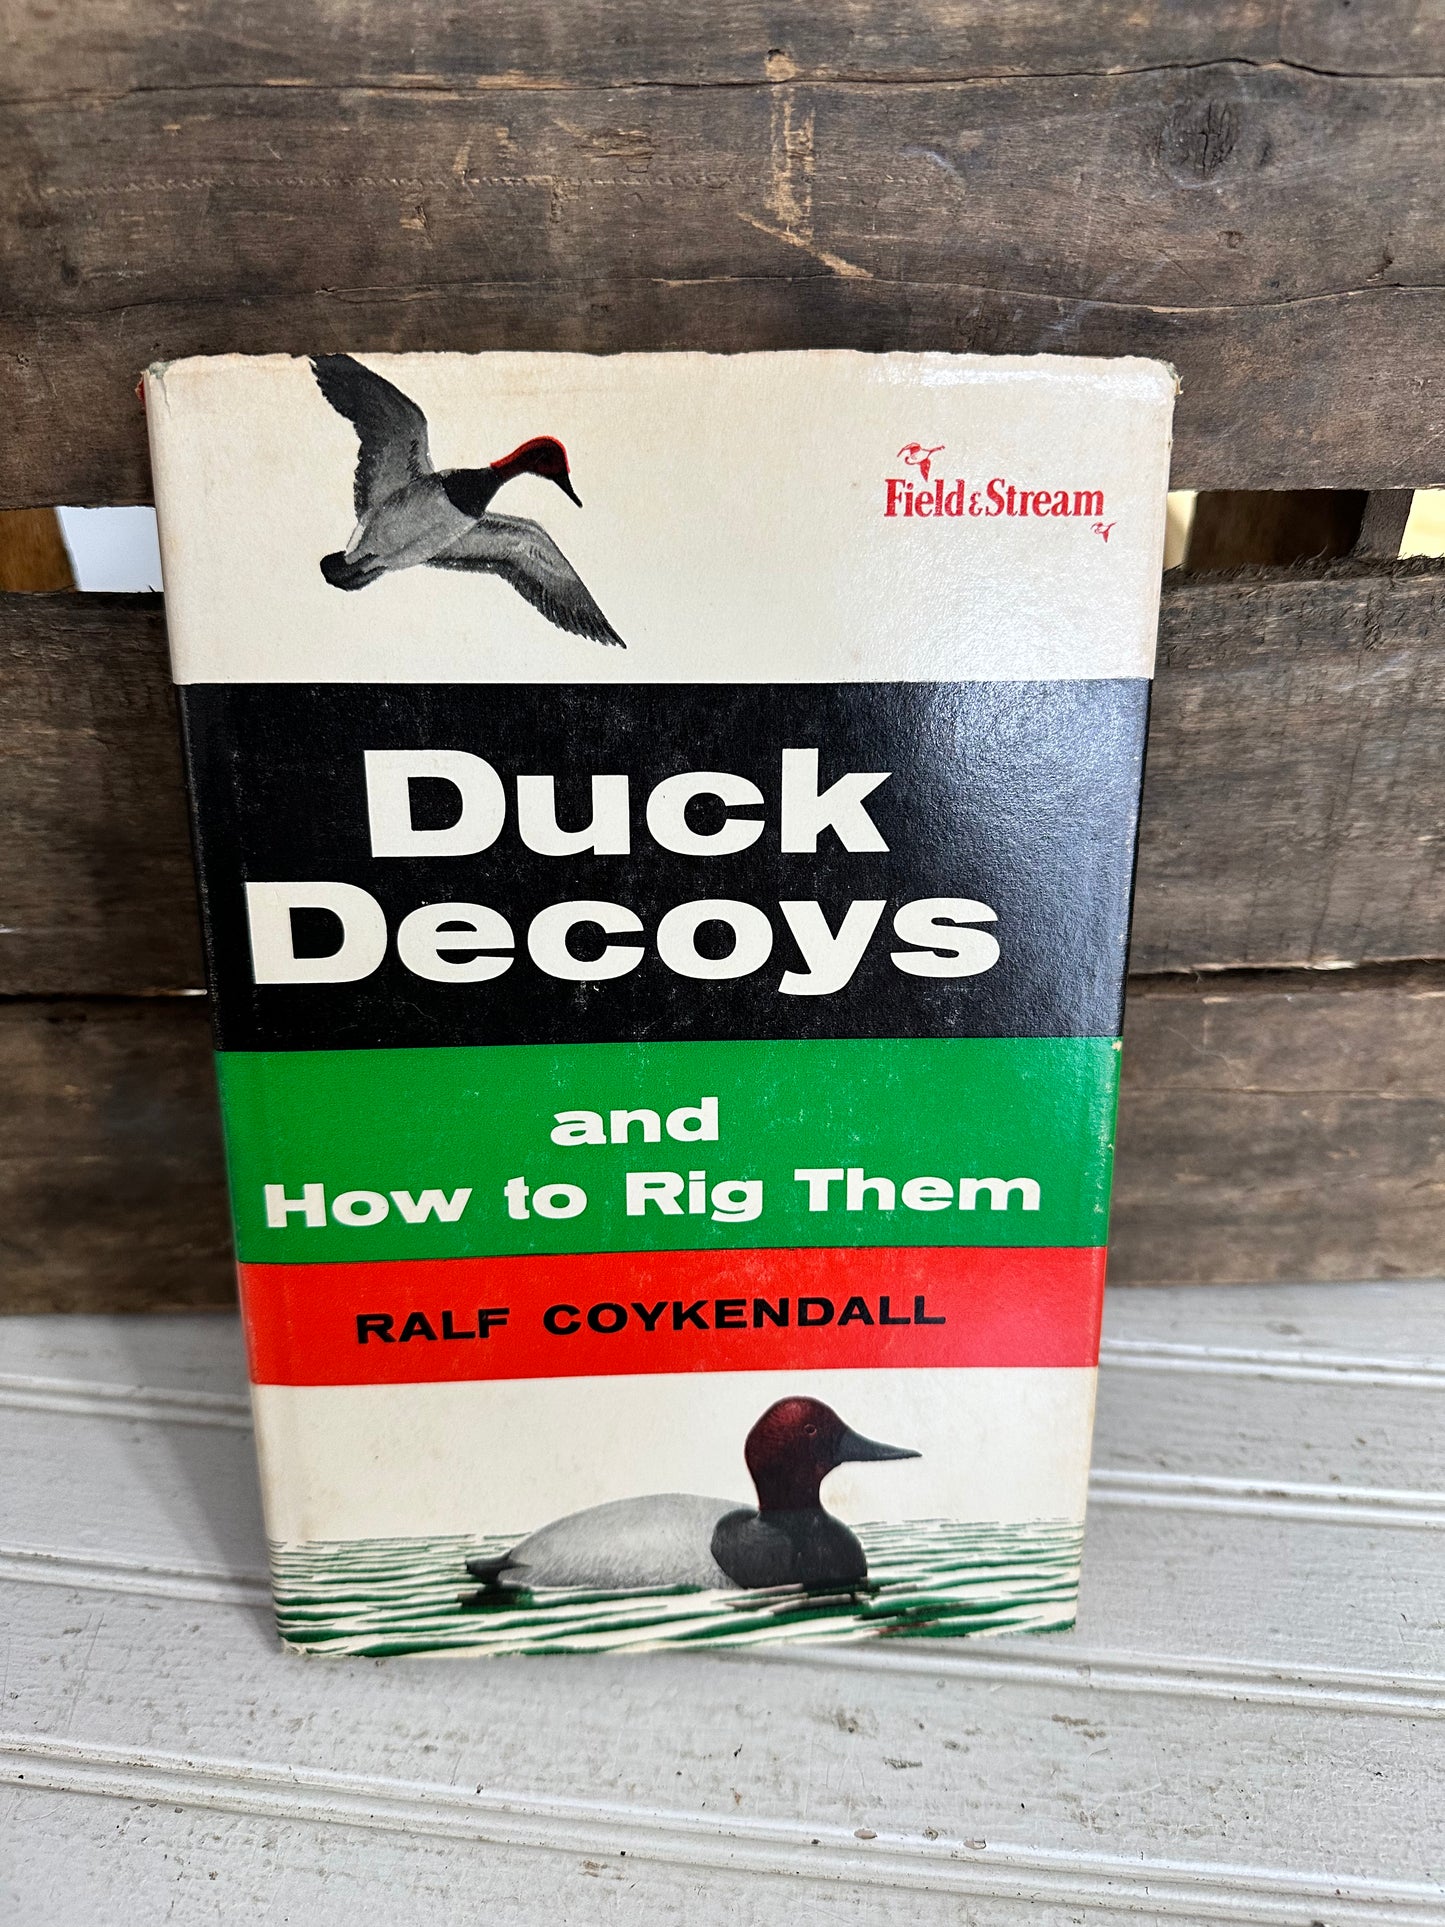 Field & Stream
Duck
Decoys
and
How to Rig Them
RALF COYKENDALL